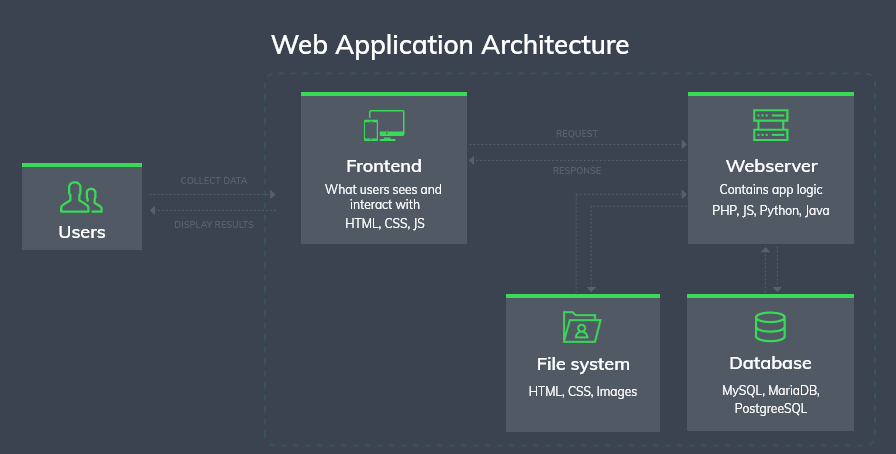 Web Application Architecture
Users
COLLECT DATA
DISPLAY RESULTS
Frontend
What users sees and
interact with
HTML, CSS, JS
REQUEST
RESPONSE
Webserver
Contains app logic
PHP, JS, Python, Java
File system
HTML, CSS, Images
Database
MySQL, MariaDB,
PostgreeSQL